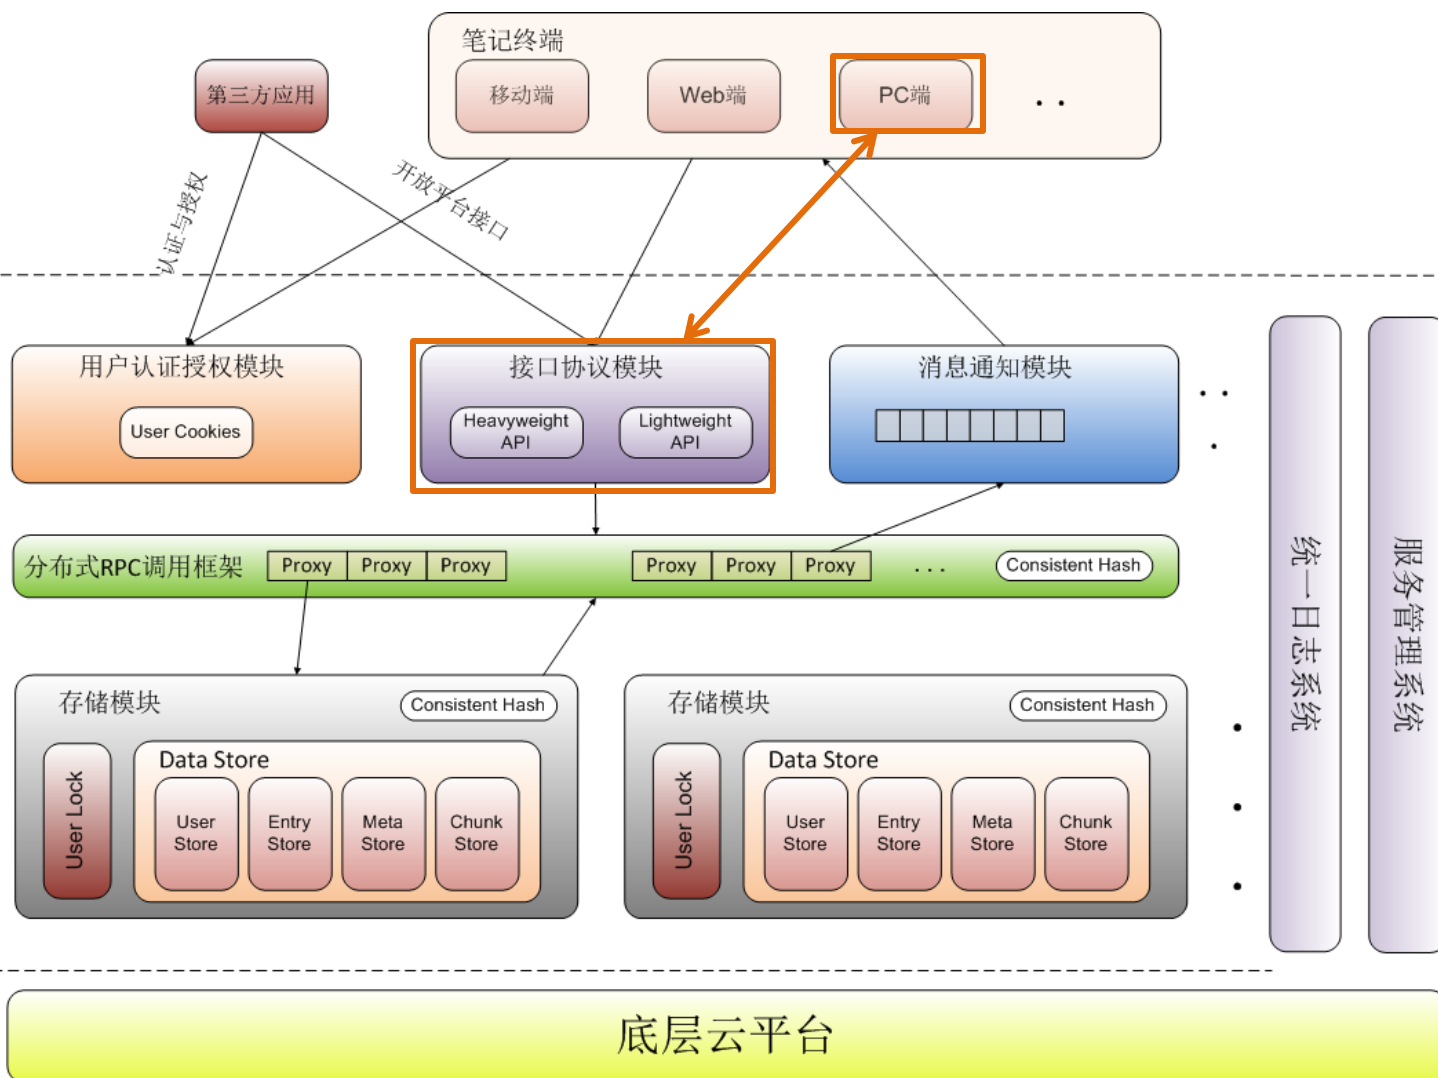 笔记终端
第三方应用
移动端
Web端
PC端
认证与授权
开放平台接口
用户认证授权模块
User Cookies
接口协议模块
Heavyweight
API
Lightweight
API
消息通知模块
分布式RPC调用框架
Proxy
Proxy
Proxy
Proxy
Proxy
Proxy
Consistent Hash
存储模块
Consistent Hash
User Lock
Data Store
User
Store
Entry
Store
Meta
Store
Chunk
Store
存储模块
Consistent Hash
User Lock
Data Store
User
Store
Entry
Store
Meta
Store
Chunk
Store
统一日志系统
服务管理系统
底层云平台